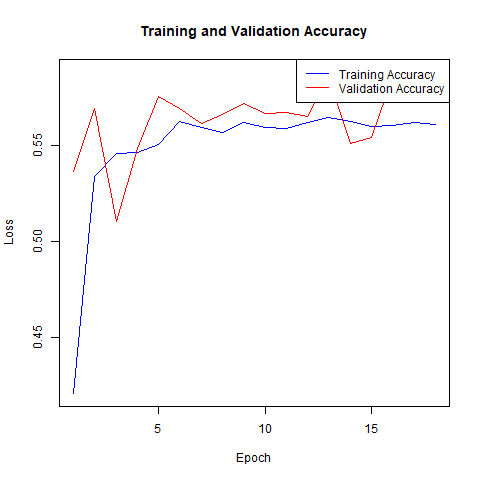 Training and Validation Accuracy
Training Accuracy
Validation Accuracy
0.55
0.50
0.45
Loss
5 10 15
Epoch